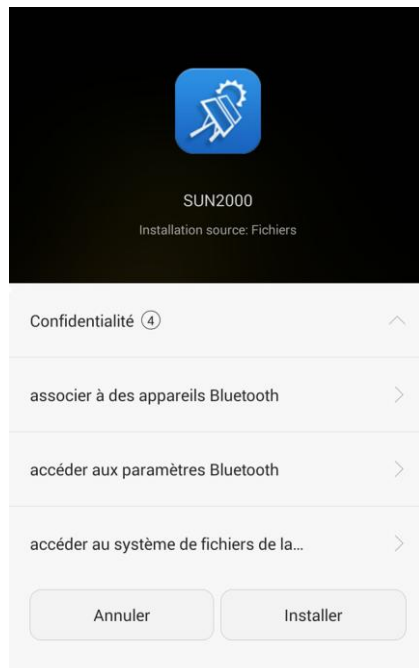 SUN2000
Installation source: Fichiers
Confidentialité 4
associer à des appareils Bluetooth
accéder aux paramètres Bluetooth
accéder au système de fichiers de la...
Annuler
Installer